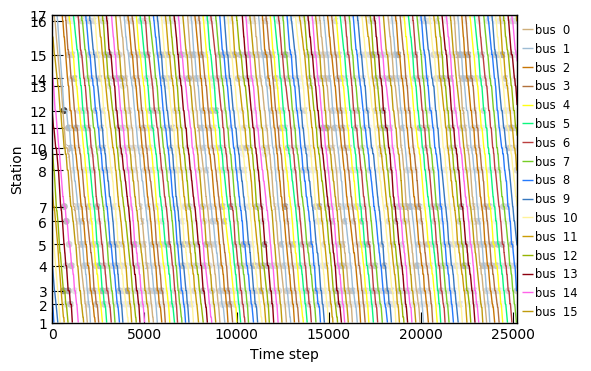 17
16
15
14
13
12
11
10
9
8
7
6
5
4
3
2
1
Station
0 5000 10000 15000 20000 25000
Time step
bus 0
bus 1
bus 2
bus 3
bus 4
bus 5
bus 6
bus 7
bus 8
bus 9
bus 10
bus 11
bus 12
bus 13
bus 14
bus 15